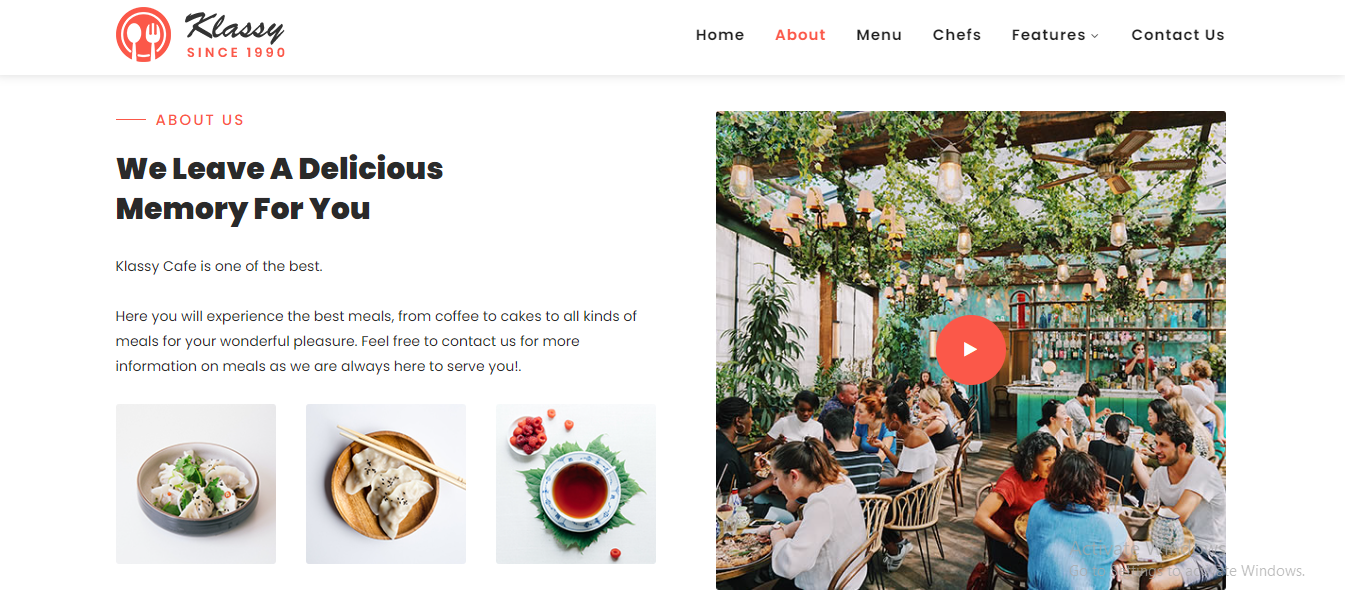 Klassy
SINCE 1990
Home About Menu Chefs Features Contact Us
ABOUT US
We Leave A Delicious
Memory For You
Klassy Cafe is one of the best.
Here you will experience the best meals, from coffee to cakes to all kinds of
meals for your wonderful pleasure. Feel free to contact us for more
information on meals as we are always here to serve you!.
Activate Windows
Go to Settings to activate Windows.